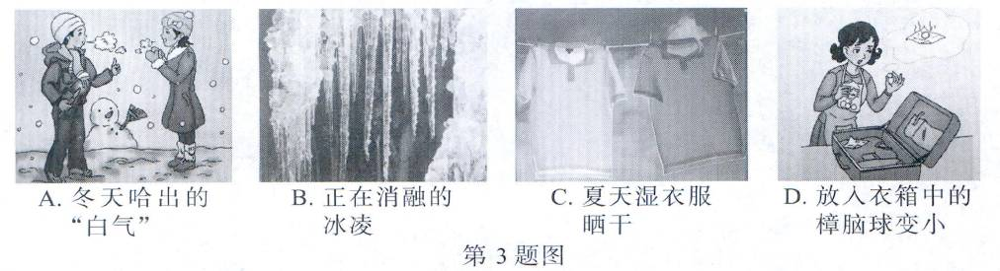 A. 冬天哈出的
“白气”
B. 正在消融的
冰凌
C. 夏天湿衣服
晒干
D. 放入衣箱中的
樟脑球变小
第3题图